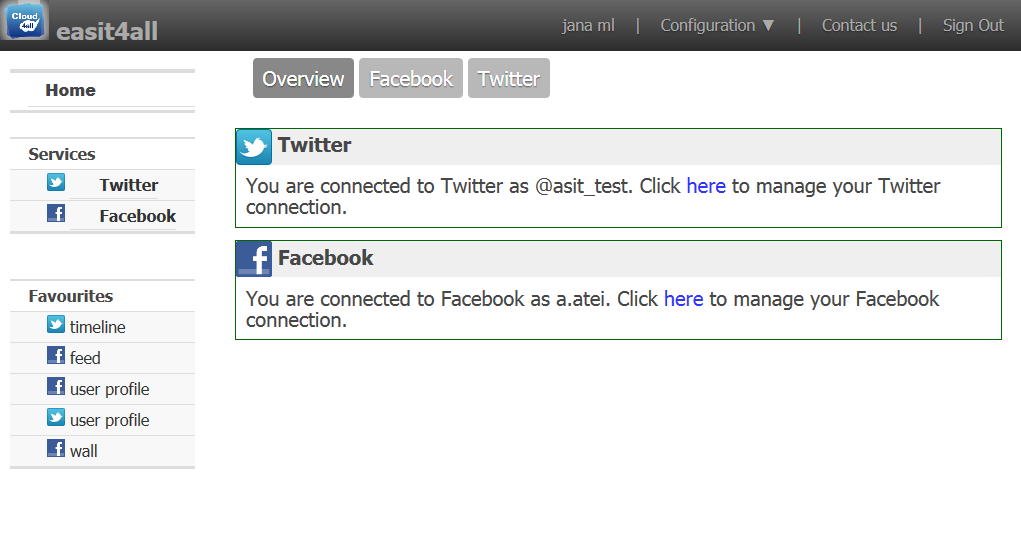 Cloud
4all
easit4all
jana ml | Configuration ▼ | Contact us | Sign Out
Home
Services
Twitter
Facebook
Favourites
timeline
feed
user profile
user profile
wall
Overview
Facebook
Twitter
Twitter
You are connected to Twitter as @asit_test. Click here to manage your Twitter
connection.
Facebook
You are connected to Facebook as a.atei. Click here to manage your Facebook
connection.